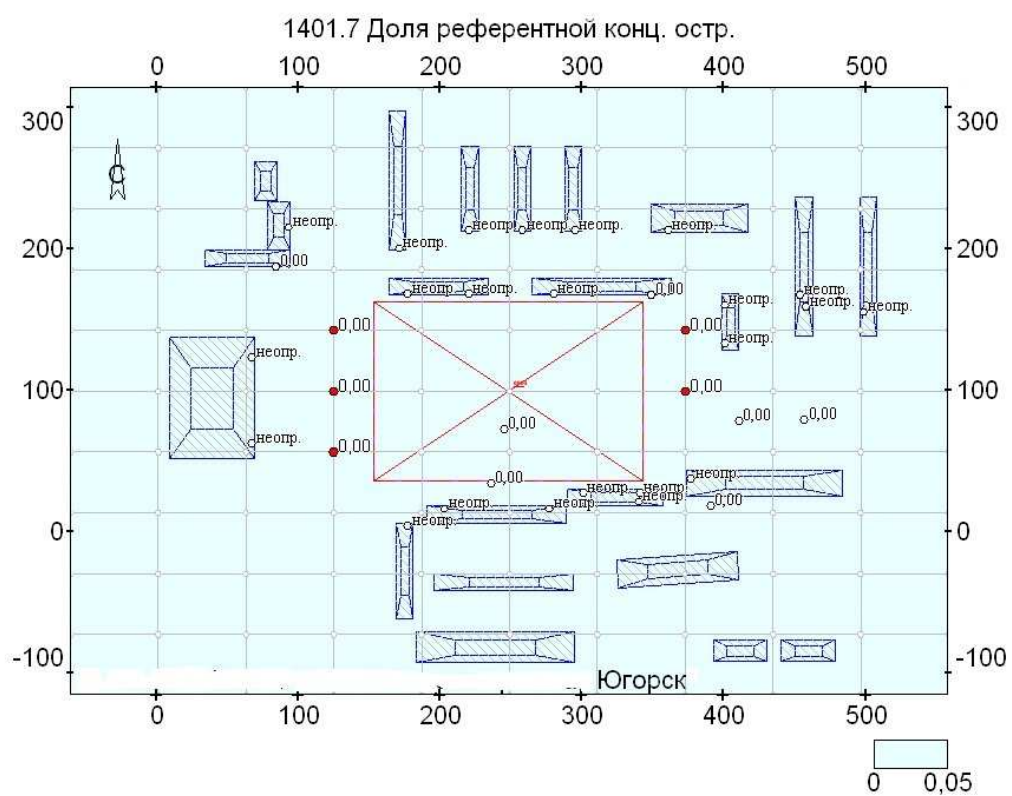 1401.7 Доля референтной конц. остр.
0 100 200 300 400 500
300 300
С
неопр. неопр. неопр. неопр. неопр.
200 неопр. 200
0,00
неопр. неопр. неопр. 0,00 неопр. неопр.
неопр. неопр.
0,00 0,00
неопр. неопр.
100 0,00 0,00 100
0,00 0,00
0,00
неопр. 0,00
0,00 неопр.
неопр. неопр.
неопр. неопр. неопр. 0,00
0 неопр. 0
-100 -100
Югорск
0 100 200 300 400 500
0 0,05